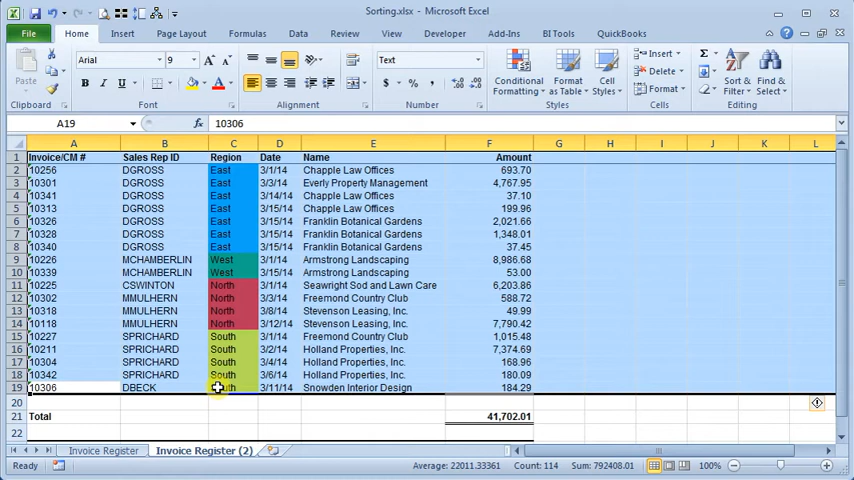 Sorting.xlsx - Microsoft Excel
File Home Insert Page Layout Formulas Data Review View Developer Add-Ins BI Tools QuickBooks
Paste
Clipboard
Arial 9
B I U
Font
Alignment
Text
$ % ,
Number
Conditional Formatting
Format as Table
Cell Styles
Styles
Insert
Delete
Format
Cells
Sort & Filter
Find & Select
Editing
A19 fx 10306
A B C D E F G H I J K L
1 Invoice/CM # Sales Rep ID Region Date Name Amount
2 10256 DGROSS East 3/1/14 Chapple Law Offices 693.70
3 10301 DGROSS East 3/3/14 Everly Property Management 4,767.95
4 10341 DGROSS East 3/14/14 Chapple Law Offices 37.10
5 10313 DGROSS East 3/15/14 Chapple Law Offices 199.96
6 10326 DGROSS East 3/15/14 Franklin Botanical Gardens 2,021.66
7 10328 DGROSS East 3/15/14 Franklin Botanical Gardens 1,348.01
8 10340 DGROSS East 3/15/14 Franklin Botanical Gardens 37.45
9 10226 MCHAMBERLIN West 3/1/14 Armstrong Landscaping 8,986.68
10 10339 MCHAMBERLIN West 3/15/14 Armstrong Landscaping 53.00
11 10225 CSWINTON North 3/1/14 Seawright Sod and Lawn Care 6,203.86
12 10302 MMULHERN North 3/3/14 Freemond Country Club 588.72
13 10318 MMULHERN North 3/8/14 Stevenson Leasing, Inc. 49.99
14 10118 MMULHERN North 3/12/14 Stevenson Leasing, Inc. 7,790.42
15 10227 SPRICHARD South 3/1/14 Freemond Country Club 1,015.48
16 10211 SPRICHARD South 3/2/14 Holland Properties, Inc. 7,374.69
17 10304 SPRICHARD South 3/4/14 Holland Properties, Inc. 168.96
18 10342 SPRICHARD South 3/6/14 Holland Properties, Inc. 180.09
19 10306 DBECK South 3/11/14 Snowden Interior Design 184.29
20
21 Total 41,702.01
22
Invoice Register Invoice Register (2)
Ready Average: 22011.33361 Count: 114 Sum: 792408.01 100%